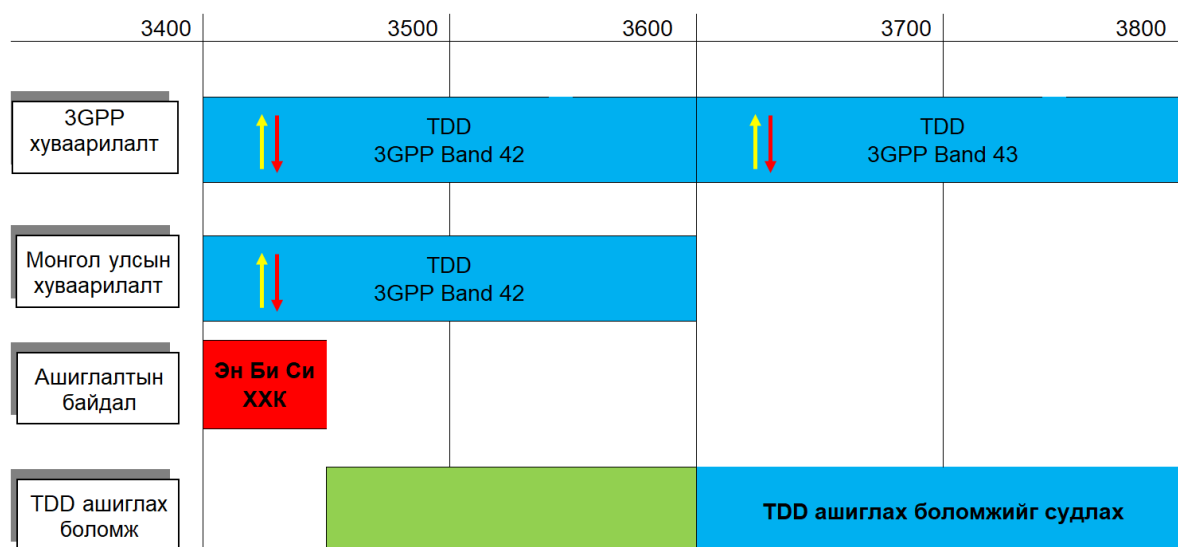 3400 3500 3600 3700 3800
3GPP
хуваарилалт
TDD
3GPP Band 42
TDD
3GPP Band 43
Монгол улсын
хуваарилалт
TDD
3GPP Band 42
Ашиглалтын
байдал
Эн Би Си
ХХК
TDD ашиглах
боломж
TDD ашиглах боломжийг судлах